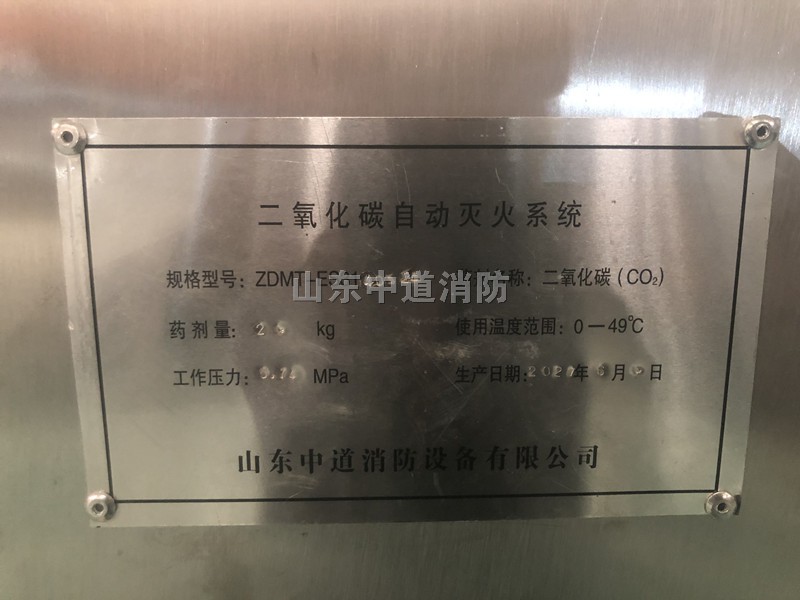 二氧化碳自动灭火系统
规格型号: ZDMT 称: 二氧化碳(CO₂)
山东中道消防
药剂量: kg 使用温度范围: 0—49℃
工作压力: MPa 生产日期: 年 月 日
山东中道消防设备有限公司